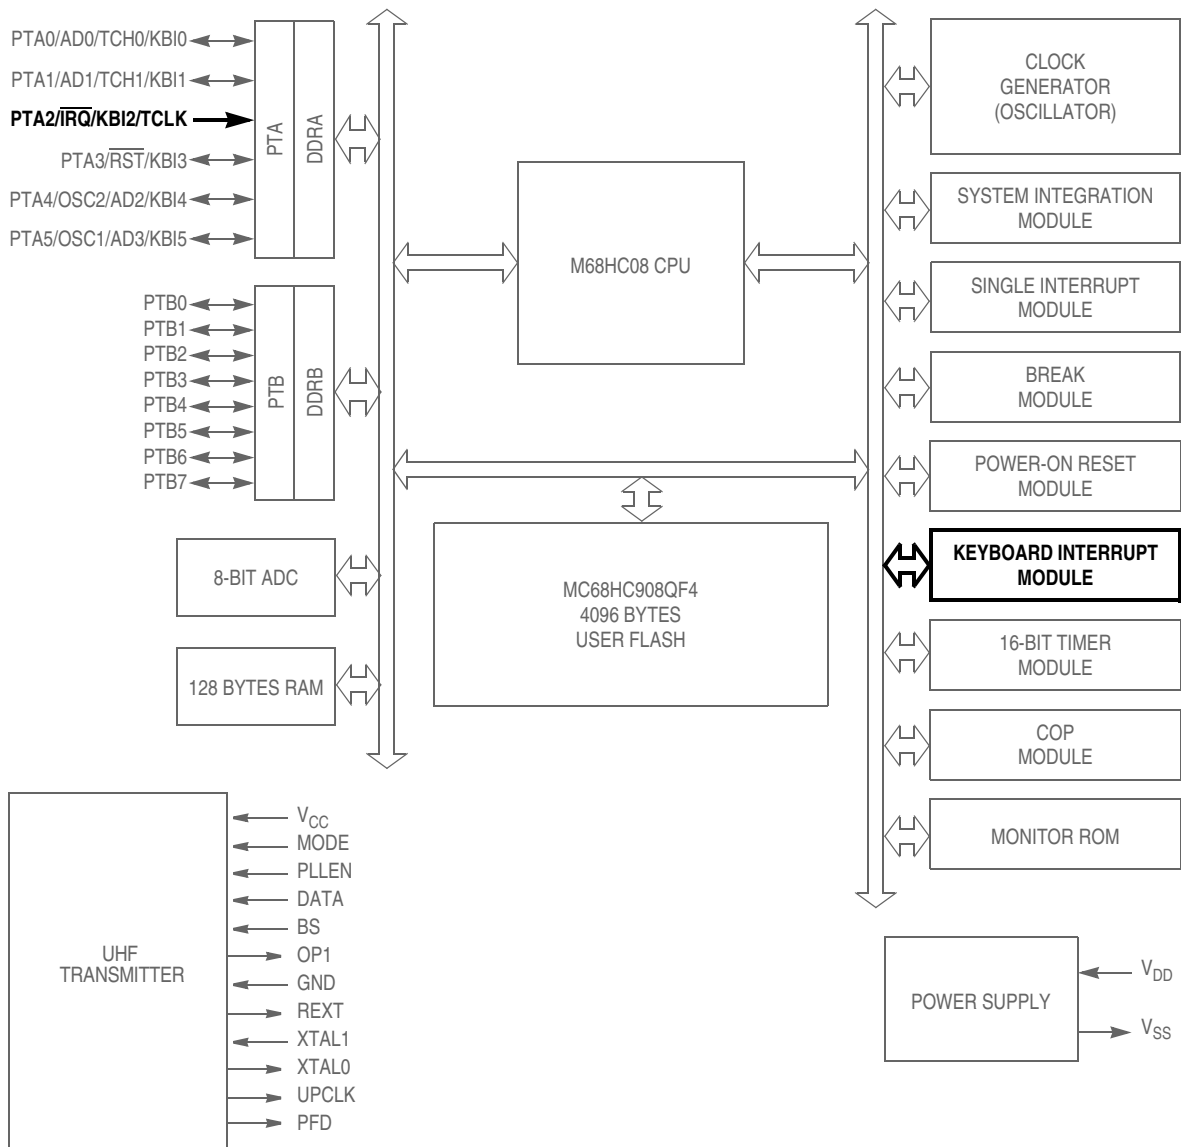 PTA0/AD0/TCH0/KBI0
PTA1/AD1/TCH1/KBI1
PTA2/I̅R̅Q̅/KBI2/TCLK
PTA3/R̅S̅T̅/KBI3
PTA4/OSC2/AD2/KBI4
PTA5/OSC1/AD3/KBI5
PTA
DDRA
PTB0
PTB1
PTB2
PTB3
PTB4
PTB5
PTB6
PTB7
PTB
DDRB
8-BIT ADC
128 BYTES RAM
M68HC08 CPU
MC68HC908QF4
4096 BYTES
USER FLASH
CLOCK
GENERATOR
(OSCILLATOR)
SYSTEM INTEGRATION
MODULE
SINGLE INTERRUPT
MODULE
BREAK
MODULE
POWER-ON RESET
MODULE
KEYBOARD INTERRUPT
MODULE
16-BIT TIMER
MODULE
COP
MODULE
MONITOR ROM
UHF
TRANSMITTER
VCC
MODE
PLLEN
DATA
BS
OP1
GND
REXT
XTAL1
XTAL0
UPCLK
PFD
POWER SUPPLY
VDD
VSS